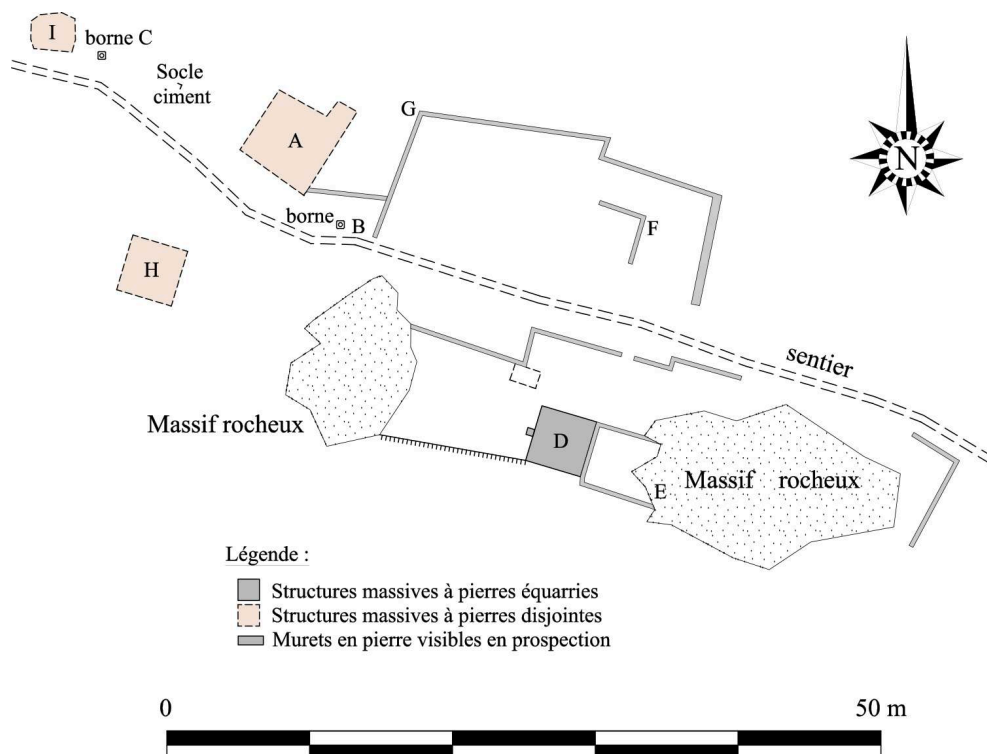 I
borne C
Socle
ciment
A
G
N
borne
B
F
H
sentier
Massif rocheux
D
E
Massif rocheux
Légende :
Structures massives à pierres équarries
Structures massives à pierres disjointes
Murets en pierre visibles en prospection
0
50 m